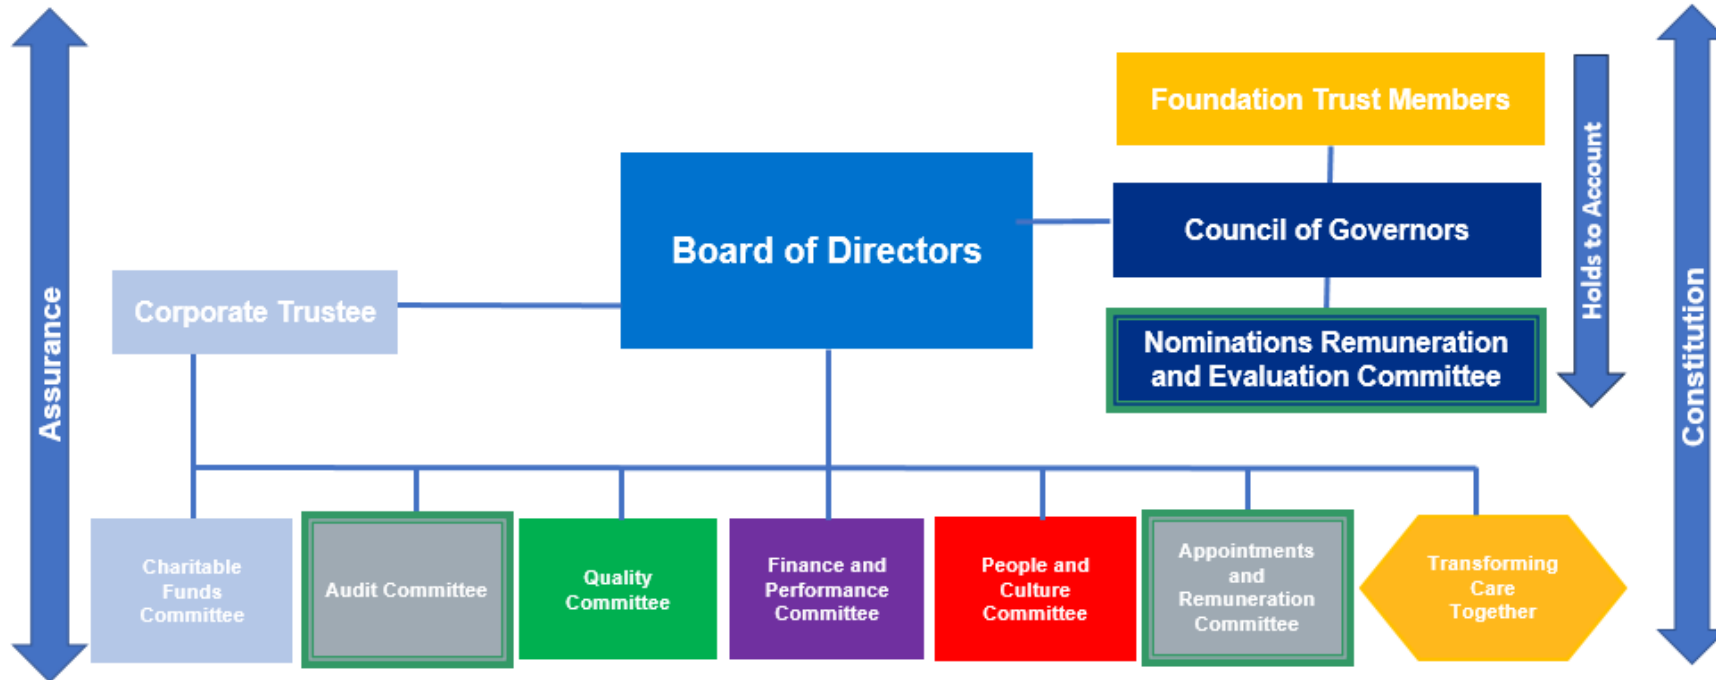 Foundation Trust Members
Council of Governors
Nominations Remuneration
and Evaluation Committee
Holds to Account
Board of Directors
Corporate Trustee
Assurance
Constitution
Charitable
Funds
Committee
Audit Committee
Quality
Committee
Finance and
Performance
Committee
People and
Culture
Committee
Appointments
and
Remuneration
Committee
Transforming
Care
Together